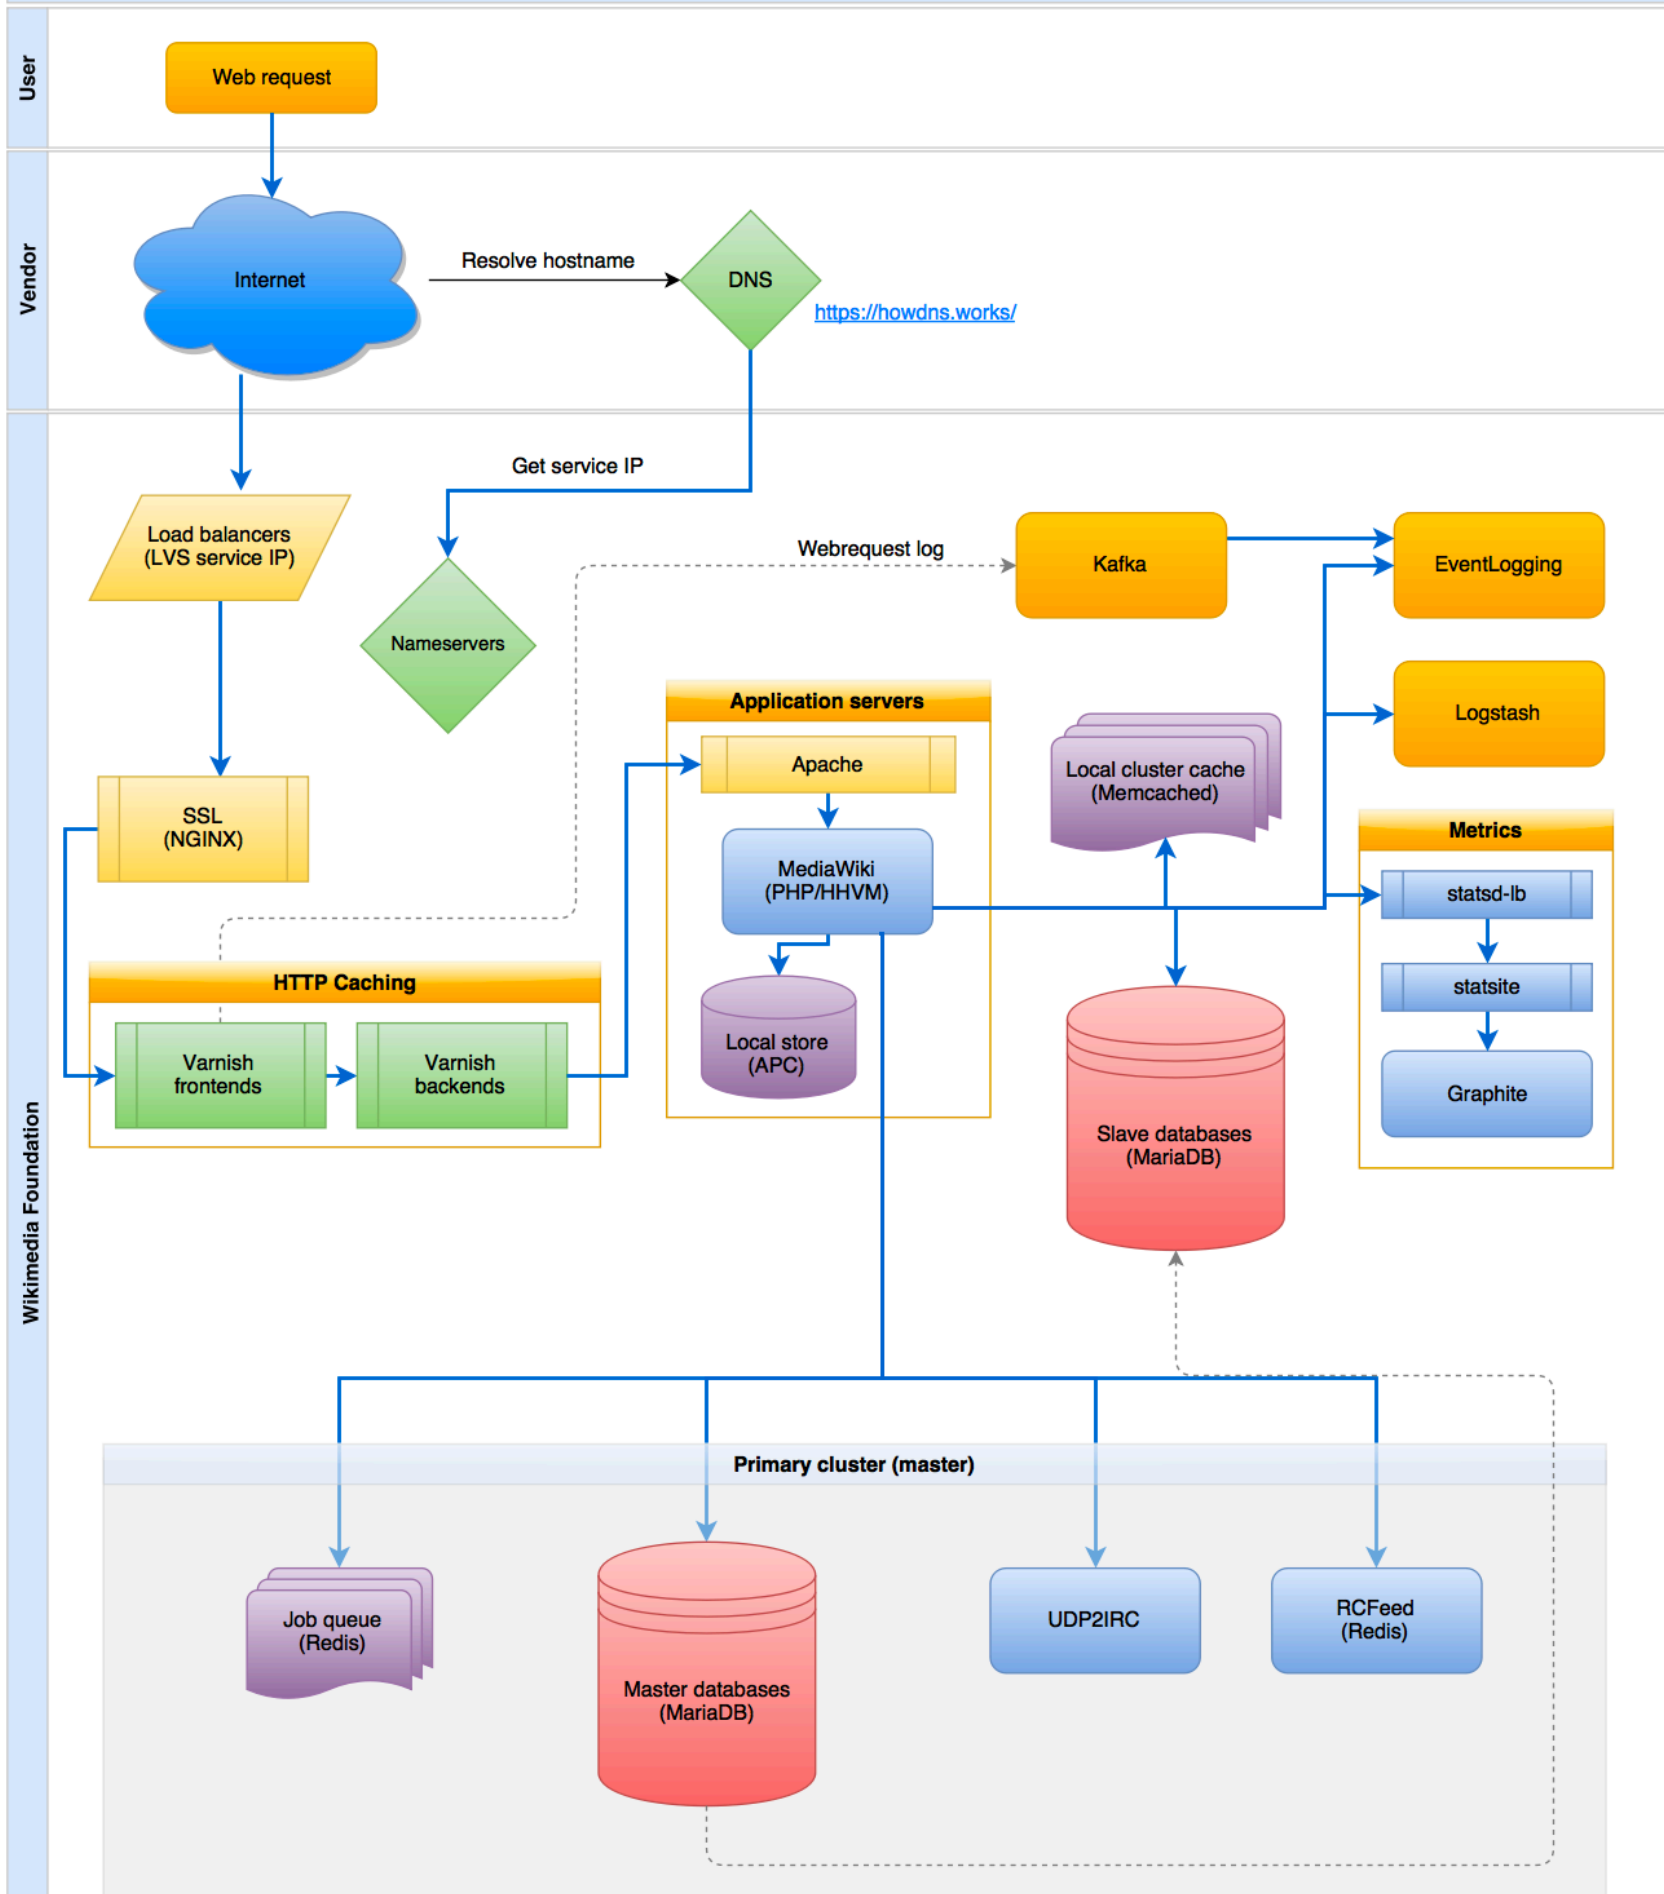 User
Web request
Vendor
Internet
Resolve hostname
DNS
https://howdns.works/
Wikimedia Foundation
Get service IP
Load balancers
(LVS service IP)
Nameservers
Webrequest log
Kafka
EventLogging
Logstash
SSL
(NGINX)
Application servers
Apache
MediaWiki
(PHP/HHVM)
Local store
(APC)
Local cluster cache
(Memcached)
Metrics
statsd-lb
statsite
Graphite
HTTP Caching
Varnish
frontends
Varnish
backends
Slave databases
(MariaDB)
Primary cluster (master)
Job queue
(Redis)
Master databases
(MariaDB)
UDP2IRC
RCFeed
(Redis)